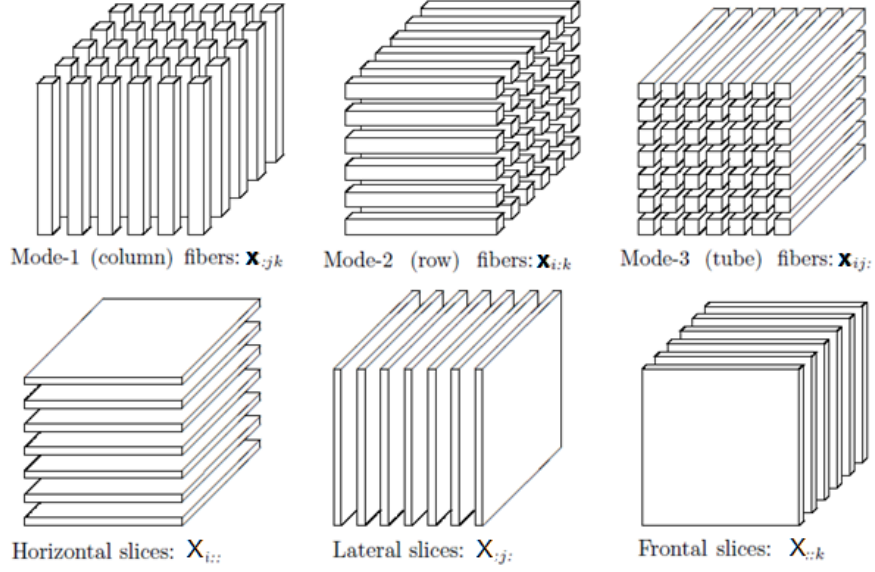 Mode-1 (column) fibers: 𝐱:jk
Mode-2 (row) fibers: 𝐱i:k
Mode-3 (tube) fibers: 𝐱ij:
Horizontal slices: Xi::
Lateral slices: X:j:
Frontal slices: X::k